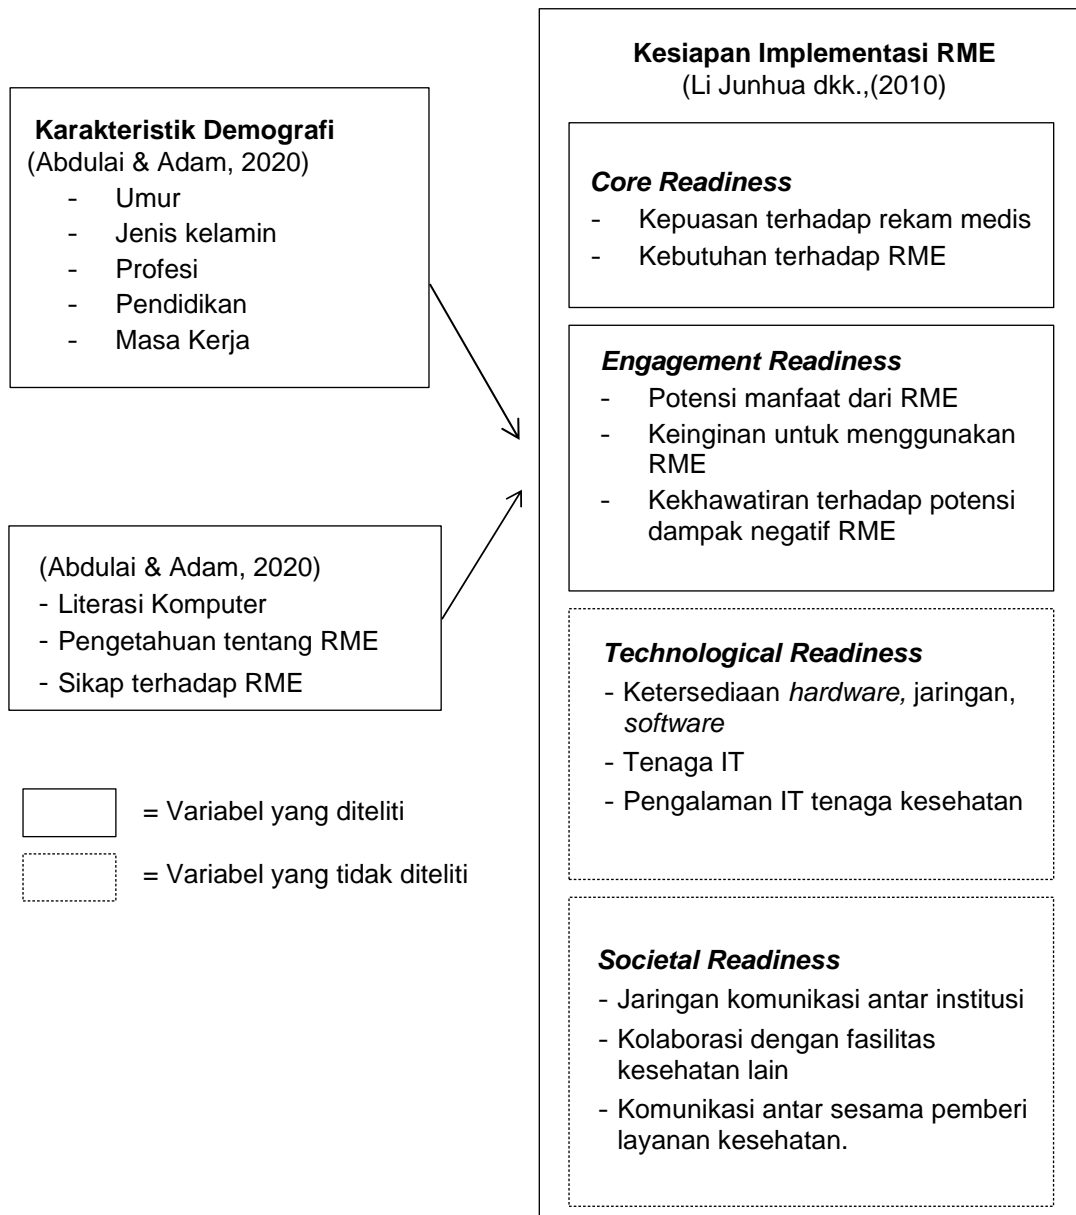 Karakteristik Demografi
(Abdulai & Adam, 2020)
- Umur
- Jenis kelamin
- Profesi
- Pendidikan
- Masa Kerja
(Abdulai & Adam, 2020)
- Literasi Komputer
- Pengetahuan tentang RME
- Sikap terhadap RME
= Variabel yang diteliti
= Variabel yang tidak diteliti
Kesiapan Implementasi RME
(Li Junhua dkk.,(2010)
Core Readiness
- Kepuasan terhadap rekam medis
- Kebutuhan terhadap RME
Engagement Readiness
- Potensi manfaat dari RME
- Keinginan untuk menggunakan
RME
- Kekhawatiran terhadap potensi
dampak negatif RME
Technological Readiness
- Ketersediaan hardware, jaringan,
software
- Tenaga IT
- Pengalaman IT tenaga kesehatan
Societal Readiness
- Jaringan komunikasi antar institusi
- Kolaborasi dengan fasilitas
kesehatan lain
- Komunikasi antar sesama pemberi
layanan kesehatan.